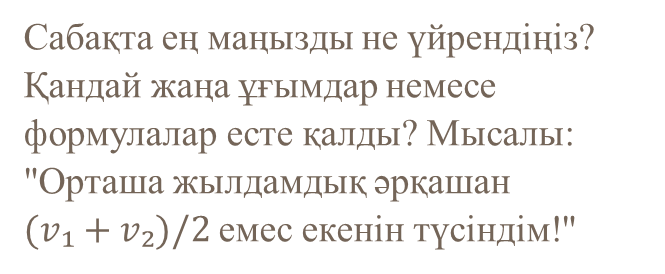 Сабақта ең маңызды не үйрендіңіз?
Қандай жаңа ұғымдар немесе
формулалар есте қалды? Мысалы:
"Орташа жылдамдық әрқашан
(𝑣₁ + 𝑣₂)/2 емес екенін түсіндім!"